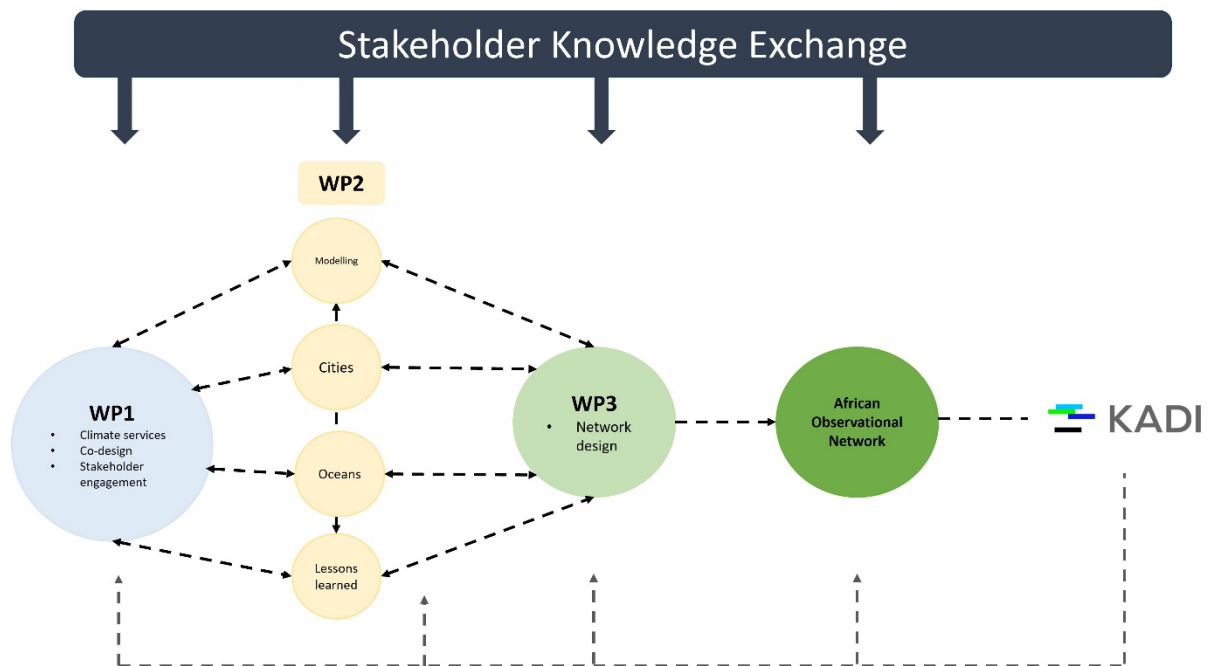 Stakeholder Knowledge Exchange
WP2
Modelling
Cities
WP1
• Climate services
• Co-design
• Stakeholder
engagement
Oceans
Lessons
learned
WP3
• Network
design
African
Observational
Network
KADI